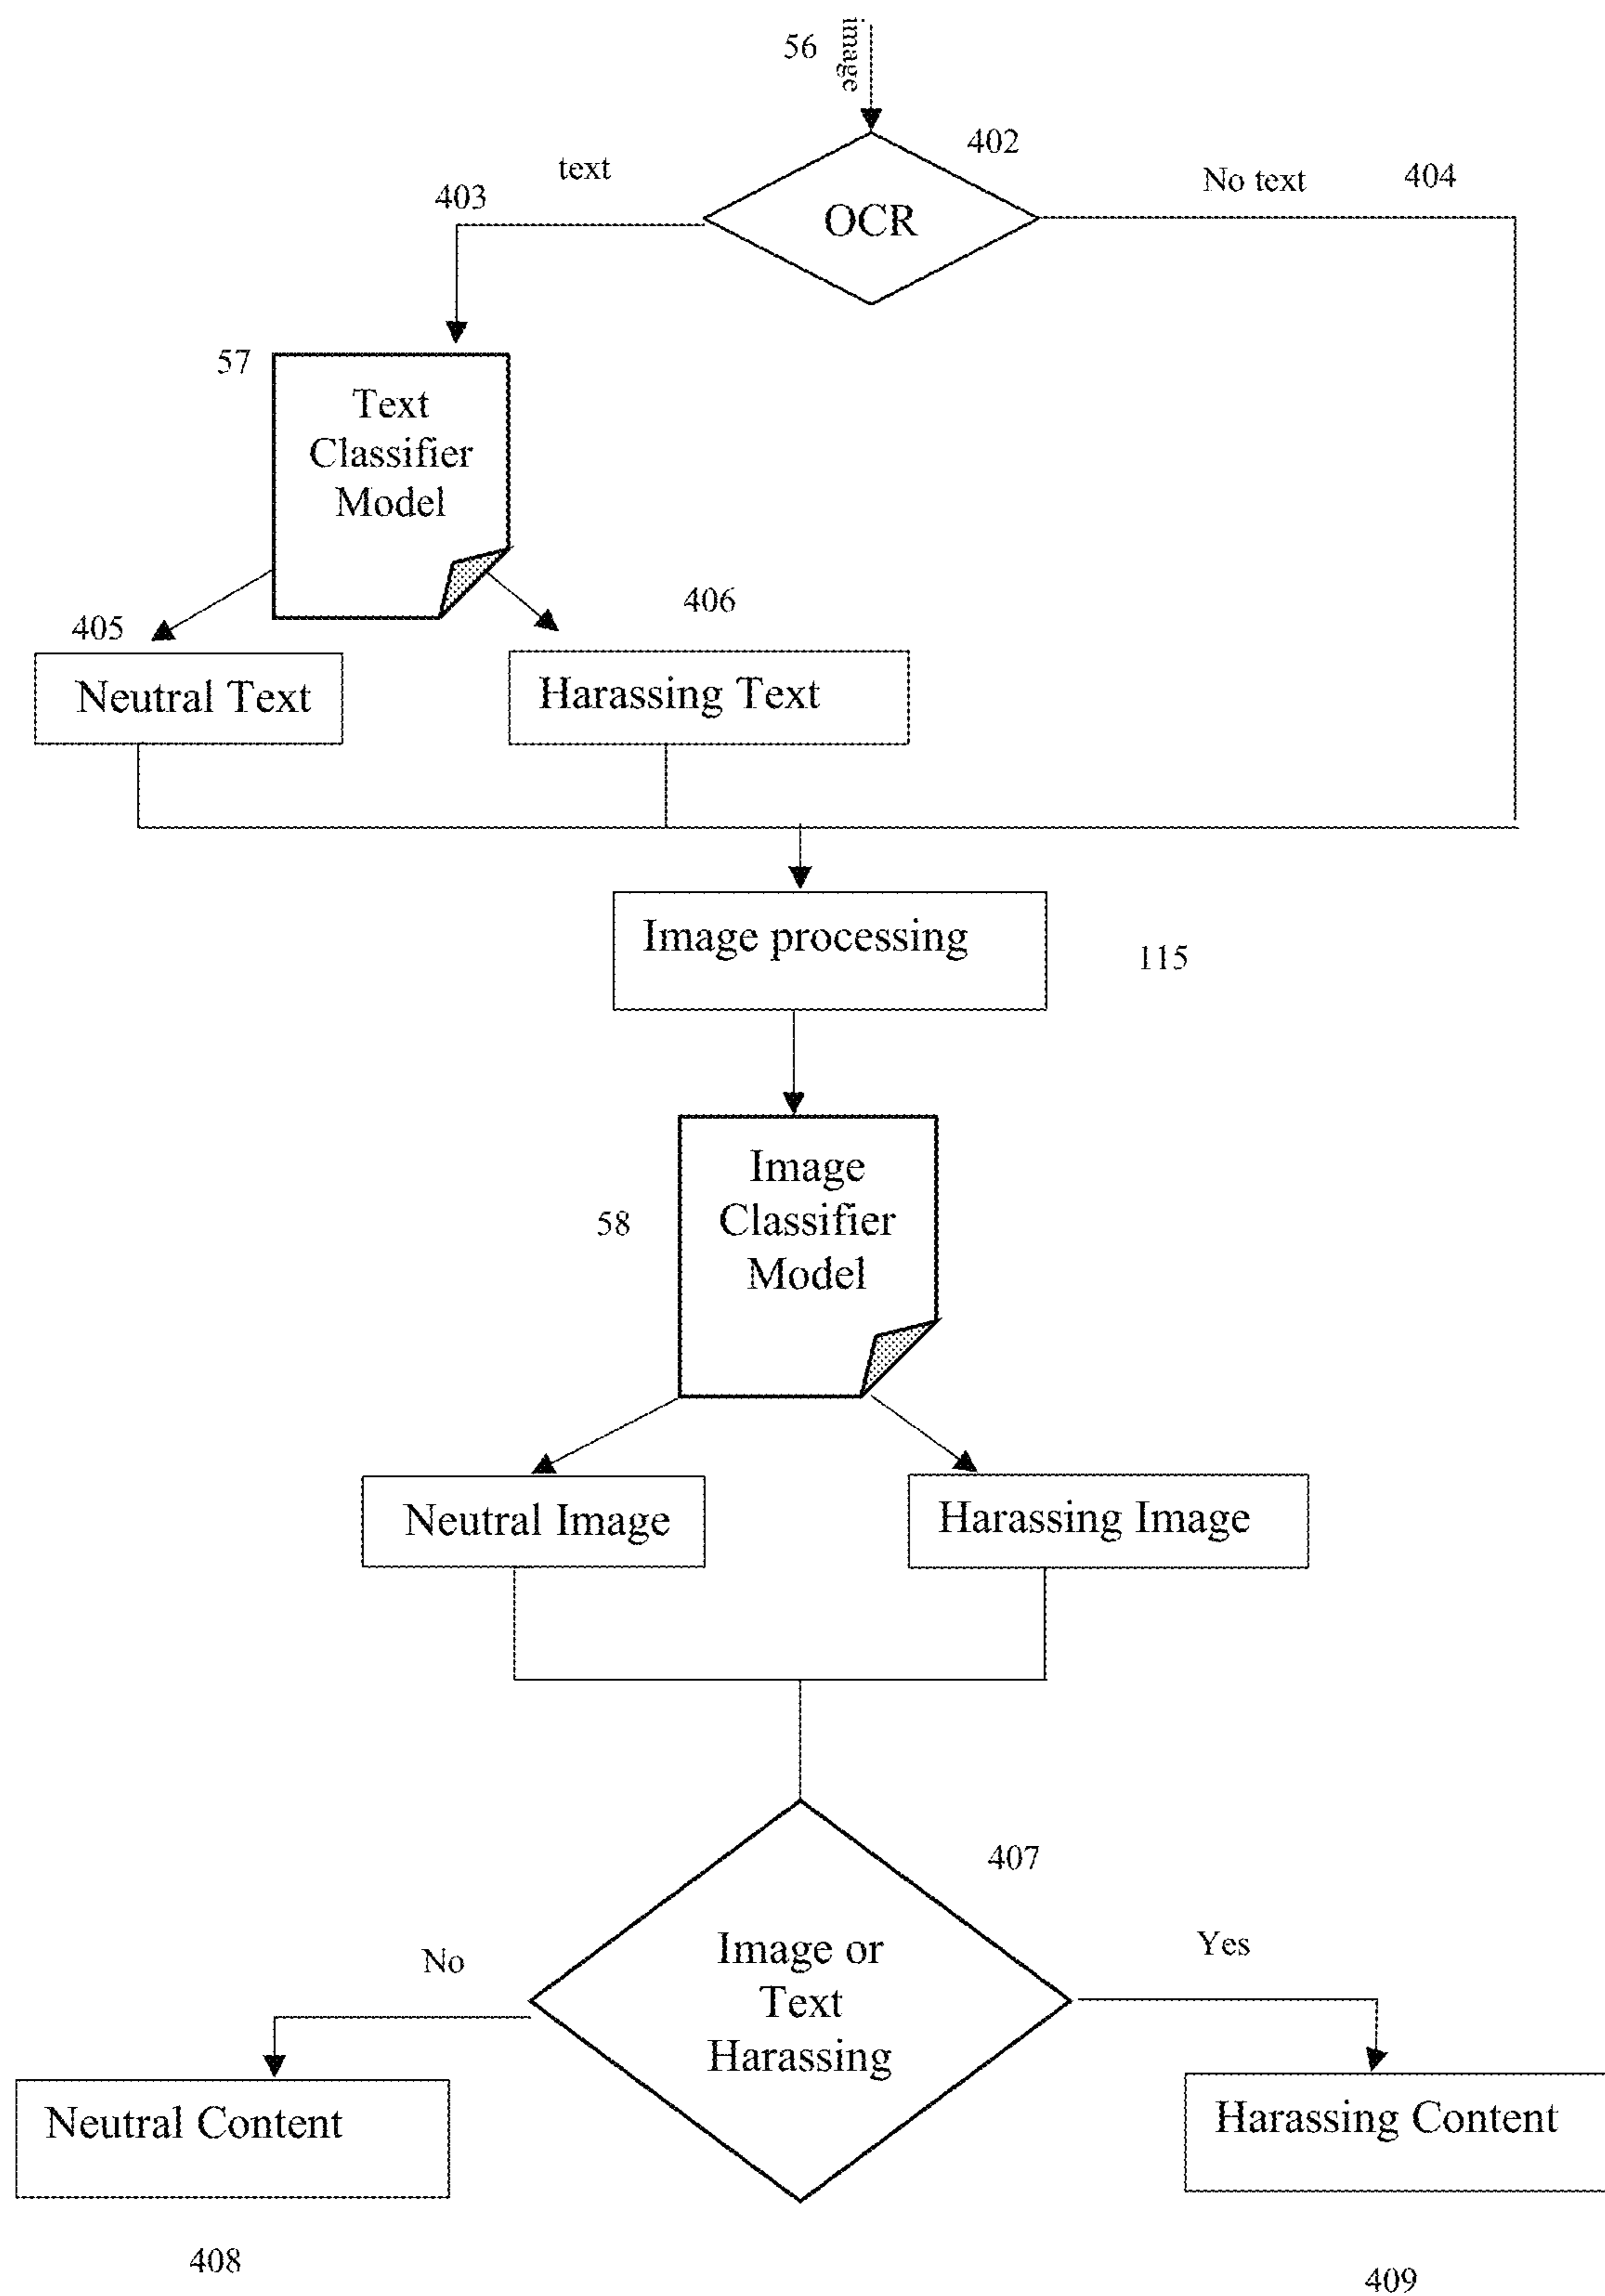 56
image
402
text
No text
404
403
OCR
57
Text
Classifier
Model
406
405
Neutral Text
Harassing Text
Image processing
115
Image
Classifier
Model
58
Neutral Image
Harassing Image
407
Image or
Text
Harassing
No
Yes
Neutral Content
Harassing Content
408
409